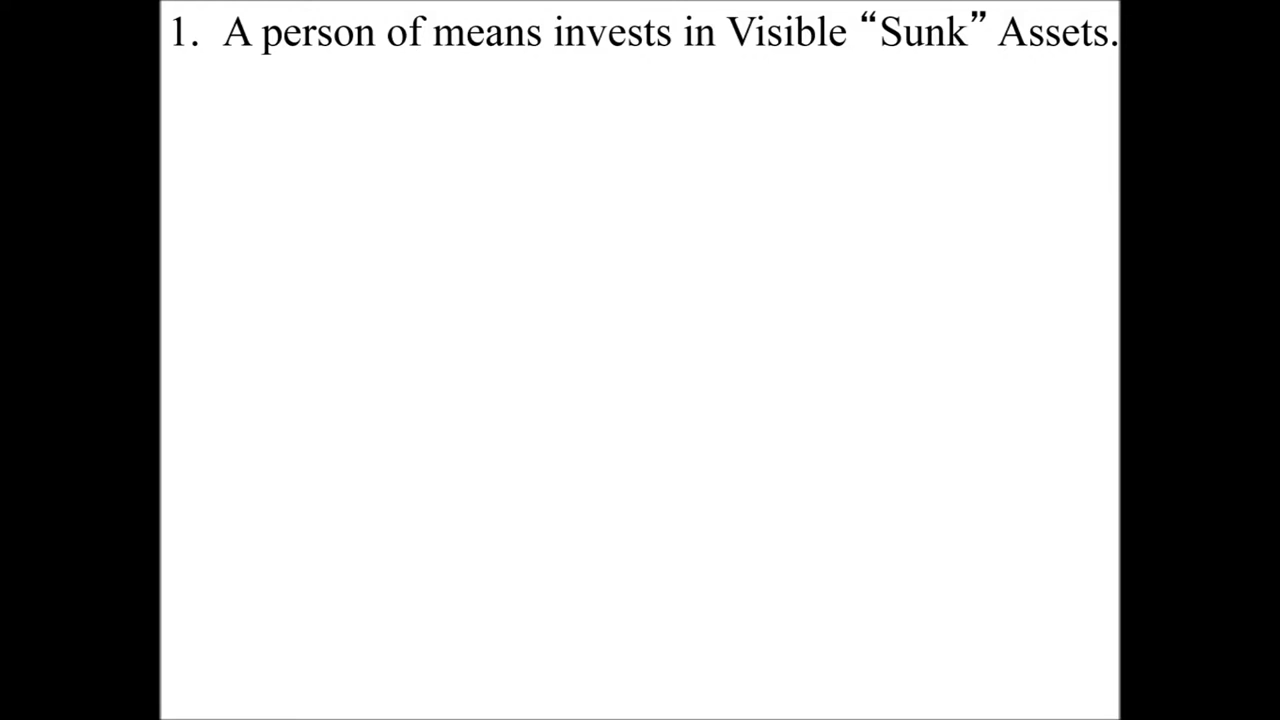 1. A person of means invests in Visible “Sunk” Assets.